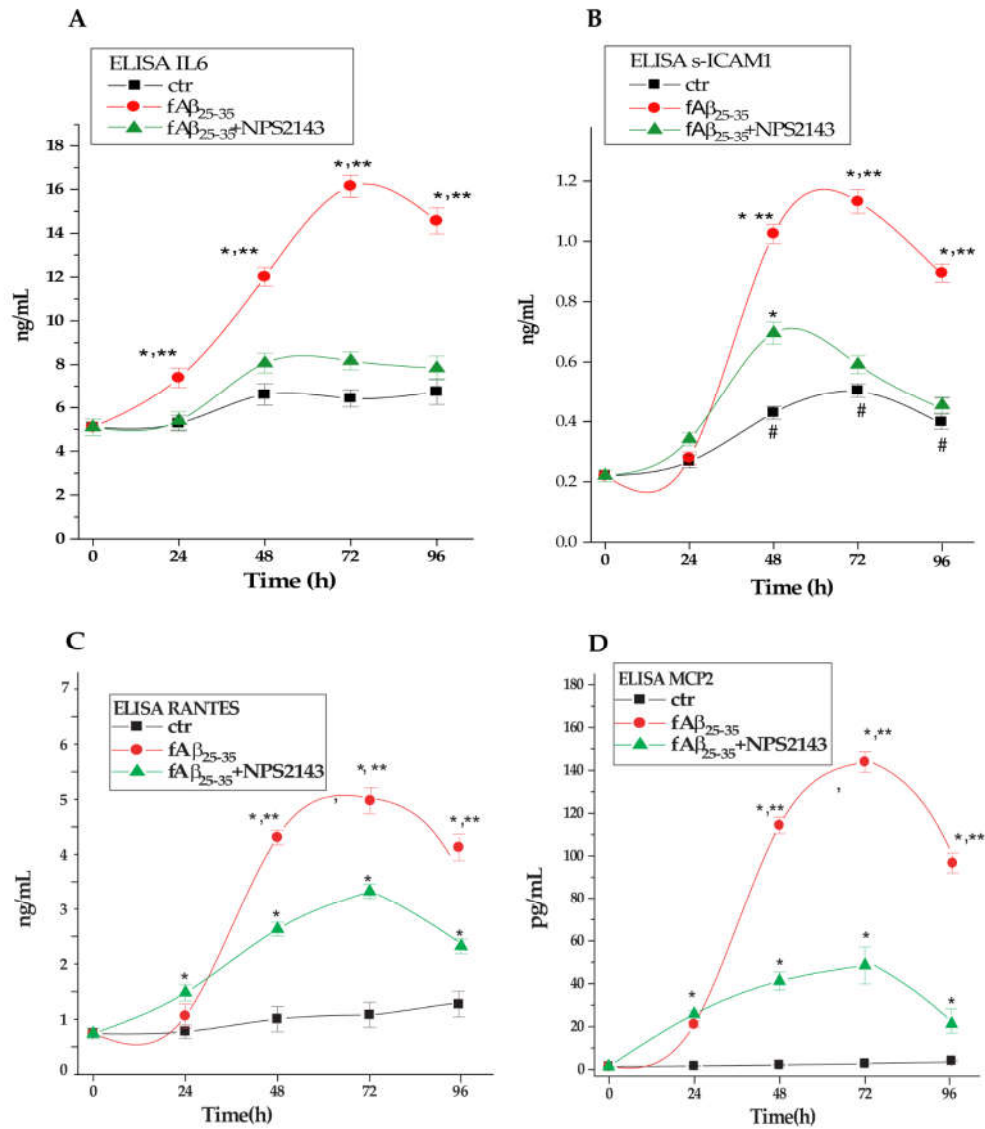 A
ELISA IL6
ctr
fAβ25-35
fAβ25-35+NPS2143
18
16
14
12
10
8
6
4
2
0
ng/mL
*,**
*,**
*,**
*,**
0 24 48 72 96
Time (h)
B
ELISA s-ICAM1
ctr
fAβ25-35
fAβ25-35+NPS2143
1.2
1.0
0.8
0.6
0.4
0.2
0.0
ng/mL
* **
*,**
*,**
*
#
#
#
0 24 48 72 96
Time (h)
C
ELISA RANTES
ctr
fAβ25-35
fAβ25-35+NPS2143
7
6
5
4
3
2
1
0
ng/mL
*,**
*,**
,
*,**
*
*
*
*
0 24 48 72 96
Time(h)
D
ELISA MCP2
ctr
fAβ25-35
fAβ25-35+NPS2143
180
160
140
120
100
80
60
40
20
0
pg/mL
*,**
*,**
,
*,**
*
*
*
*
0 24 48 72 96
Time(h)